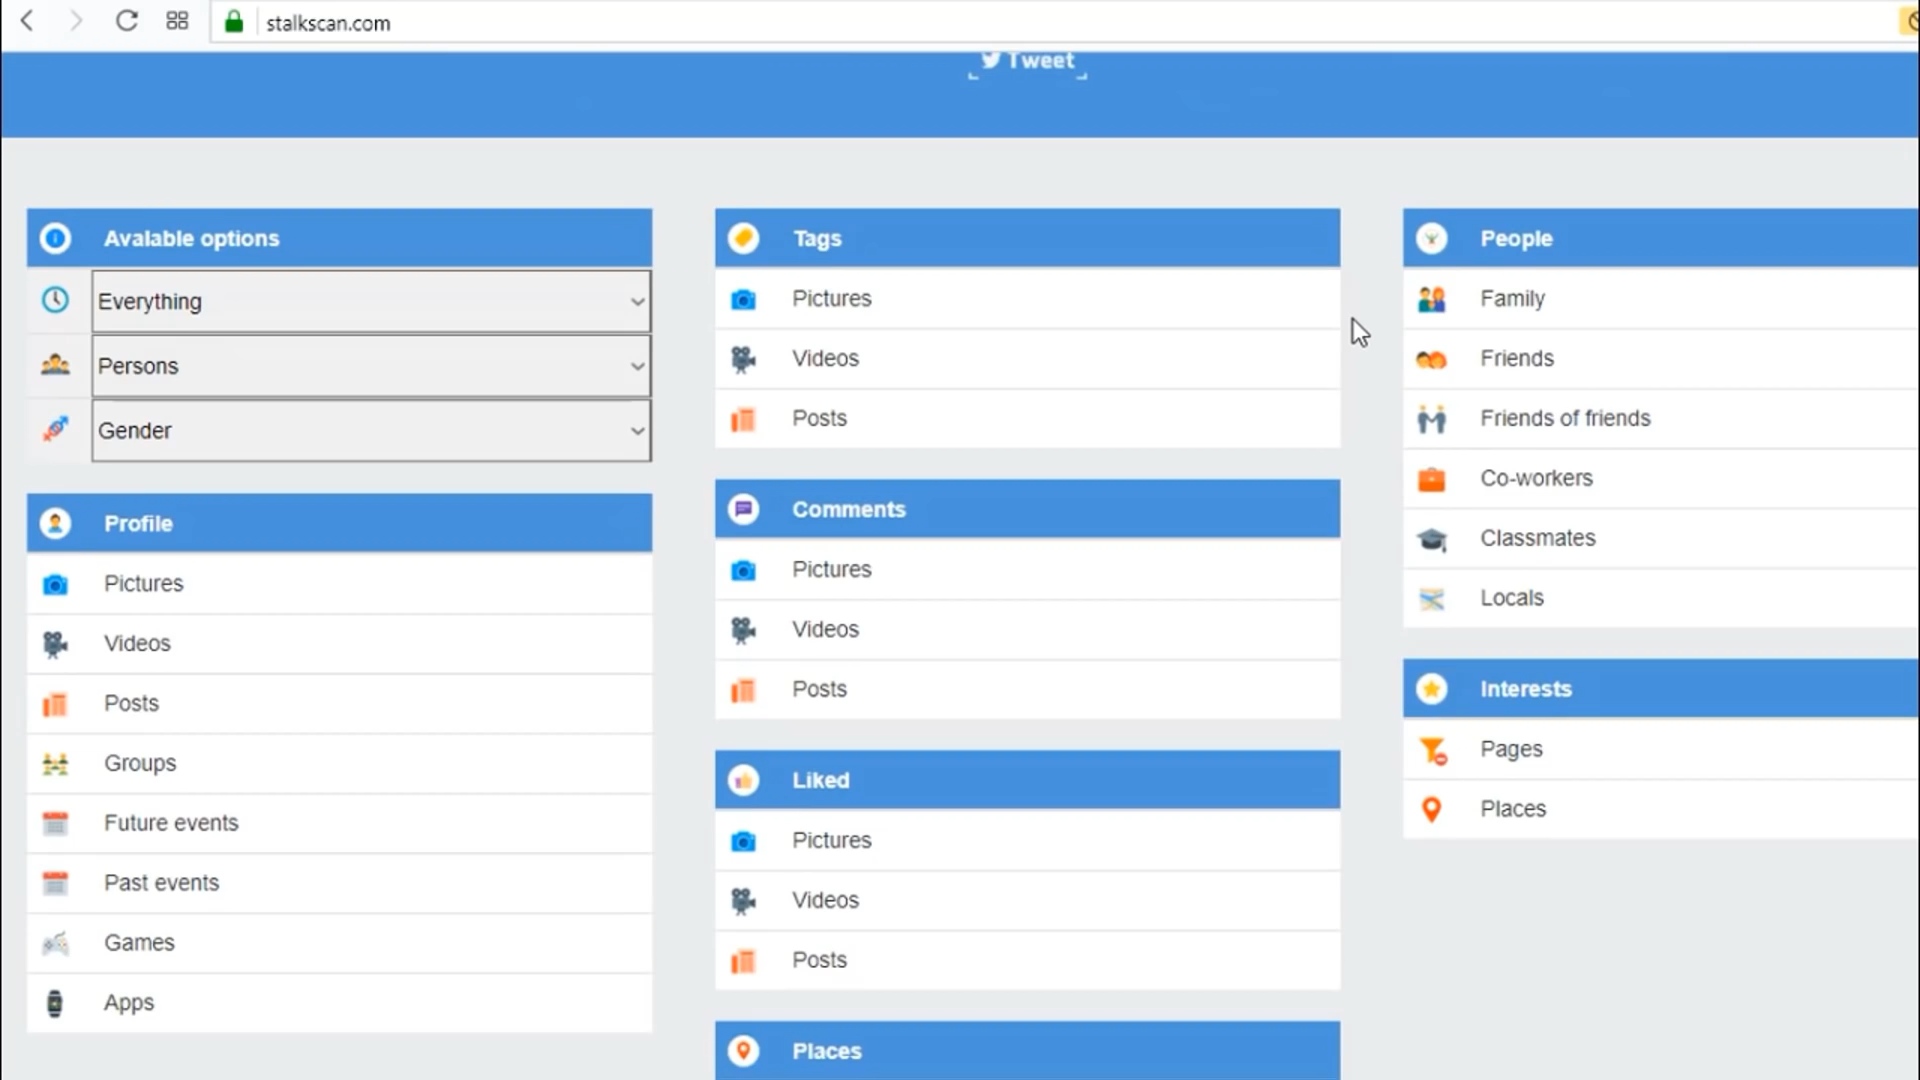 stalkscan.com
Tweet
Avalable options
Everything
Persons
Gender
Profile
Pictures
Videos
Posts
Groups
Future events
Past events
Games
Apps
Tags
Pictures
Videos
Posts
Comments
Pictures
Videos
Posts
Liked
Pictures
Videos
Posts
Places
People
Family
Friends
Friends of friends
Co-workers
Classmates
Locals
Interests
Pages
Places